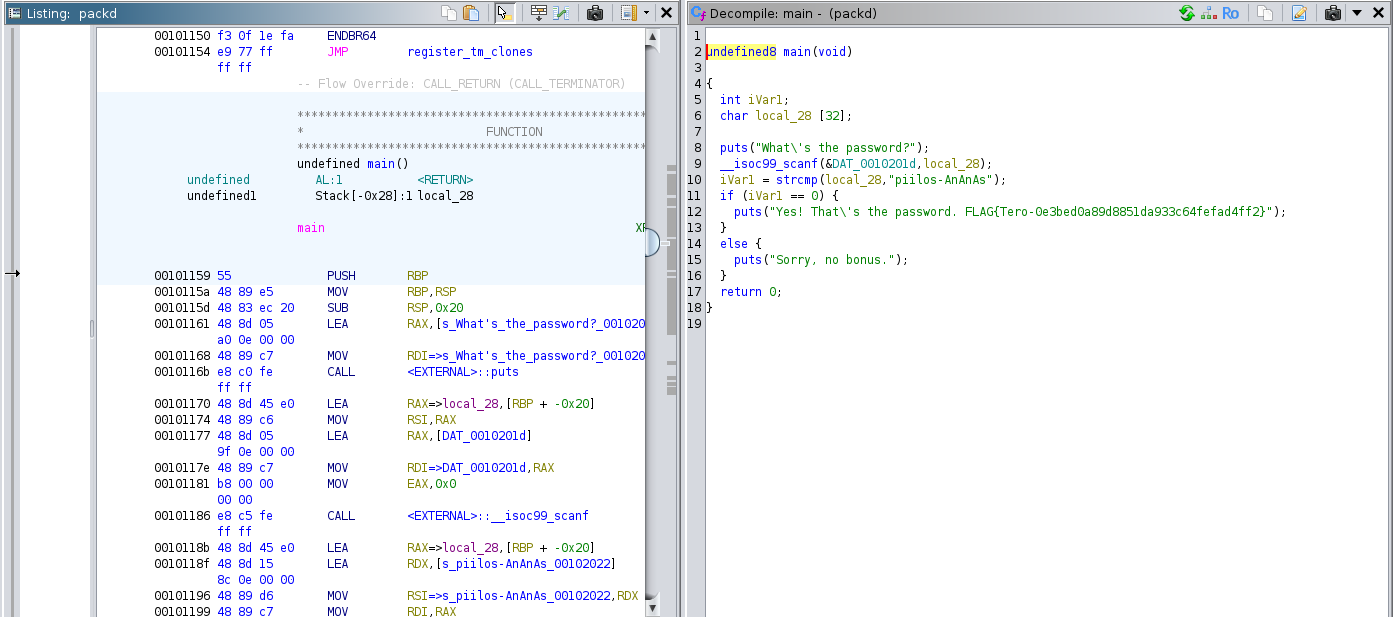 Listing: packd
00101150 f3 0f 1e fa ENDBR64
00101154 e9 77 ff JMP register_tm_clones
ff ff
-- Flow Override: CALL_RETURN (CALL_TERMINATOR)
**************************************************
* FUNCTION
**************************************************
undefined main()
undefined AL:1 <RETURN>
undefined1 Stack[-0x28]:1 local_28
main
00101159 55 PUSH RBP
0010115a 48 89 e5 MOV RBP,RSP
0010115d 48 83 ec 20 SUB RSP,0x20
00101161 48 8d 05 LEA RAX,[s_What's_the_password?_001020
a0 0e 00 00
00101168 48 89 c7 MOV RDI=>s_What's_the_password?_001020
0010116b e8 c0 fe CALL <EXTERNAL>::puts
ff ff
00101170 48 8d 45 e0 LEA RAX=>local_28,[RBP + -0x20]
00101174 48 89 c6 MOV RSI,RAX
00101177 48 8d 05 LEA RAX,[DAT_0010201d]
9f 0e 00 00
0010117e 48 89 c7 MOV RDI=>DAT_0010201d,RAX
00101181 b8 00 00 MOV EAX,0x0
00 00
00101186 e8 c5 fe CALL <EXTERNAL>::__isoc99_scanf
ff ff
0010118b 48 8d 45 e0 LEA RAX=>local_28,[RBP + -0x20]
0010118f 48 8d 15 LEA RDX,[s_piilos-AnAnAs_00102022]
8c 0e 00 00
00101196 48 89 d6 MOV RSI=>s_piilos-AnAnAs_00102022,RDX
00101199 48 89 c7 MOV RDI,RAX
Decompile: main - (packd)
Ro
1
2 undefined8 main(void)
3
4 {
5 int iVar1;
6 char local_28 [32];
7
8 puts("What\'s the password?");
9 __isoc99_scanf(&DAT_0010201d,local_28);
10 iVar1 = strcmp(local_28,"piilos-AnAnAs");
11 if (iVar1 == 0) {
12 puts("Yes! That\'s the password. FLAG{Tero-0e3bed0a89d8851da933c64fefad4ff2}");
13 }
14 else {
15 puts("Sorry, no bonus.");
16 }
17 return 0;
18 }
19